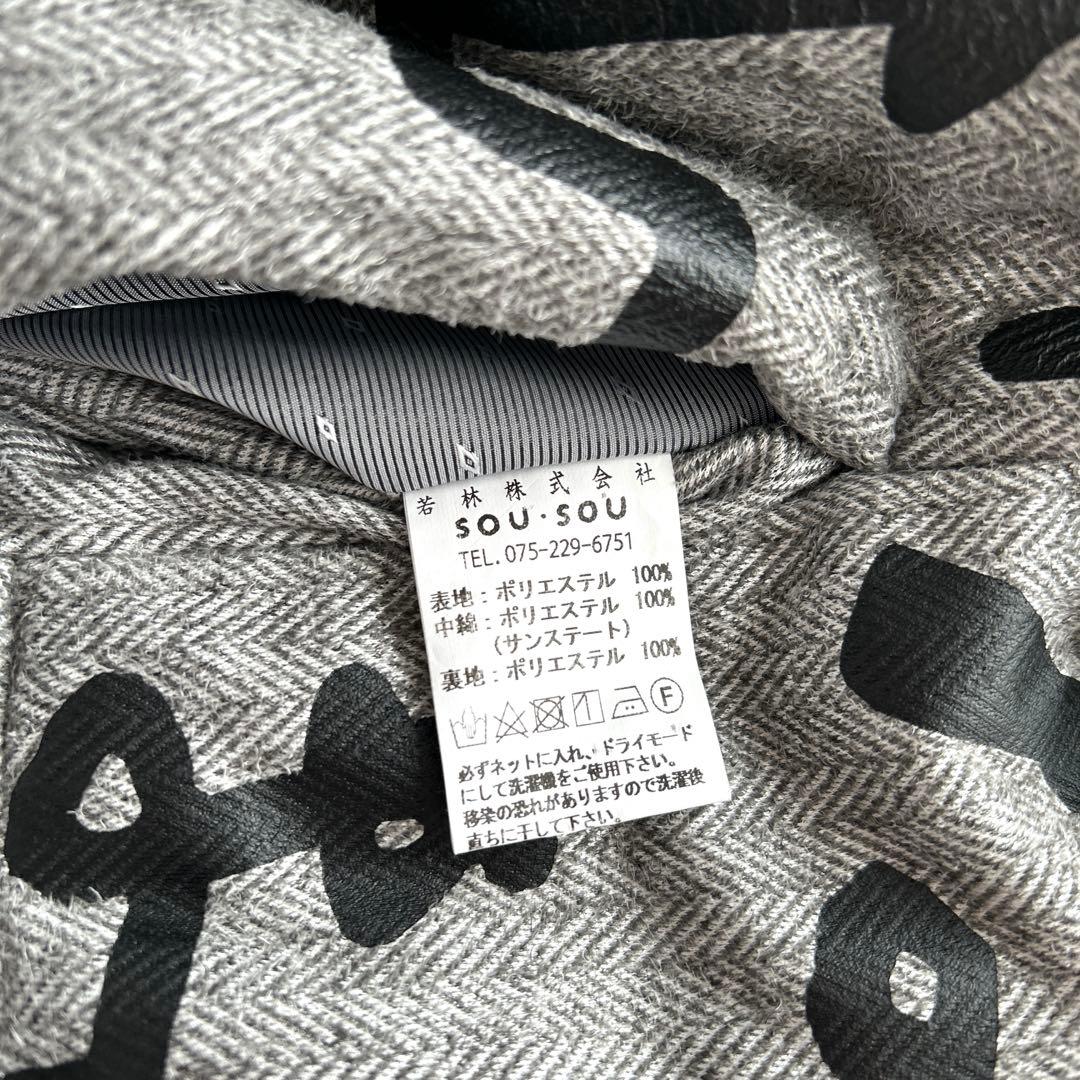 若林株式会社
SOU・SOU
TEL. 075-229-6751
表地：ポリエステル 100%
中綿：ポリエステル 100%
(サンステート)
裏地：ポリエステル 100%
F
必ずネットに入れ、ドライモード
にして洗濯機をご使用下さい。
移染の恐れがありますので洗濯後
直ちに干して下さい。